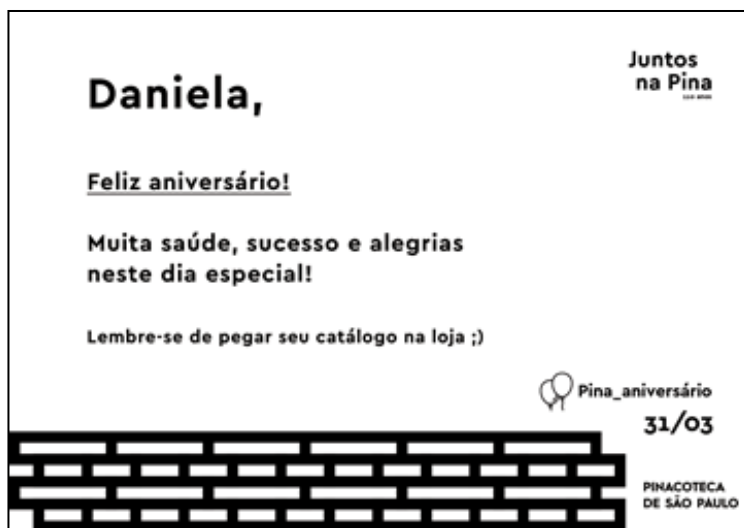 Daniela,
Juntos
na Pina
Feliz aniversário!
Muita saúde, sucesso e alegrias
neste dia especial!
Lembre-se de pegar seu catálogo na loja ;)
Pina_aniversário
31/03
PINACOTECA
DE SÃO PAULO